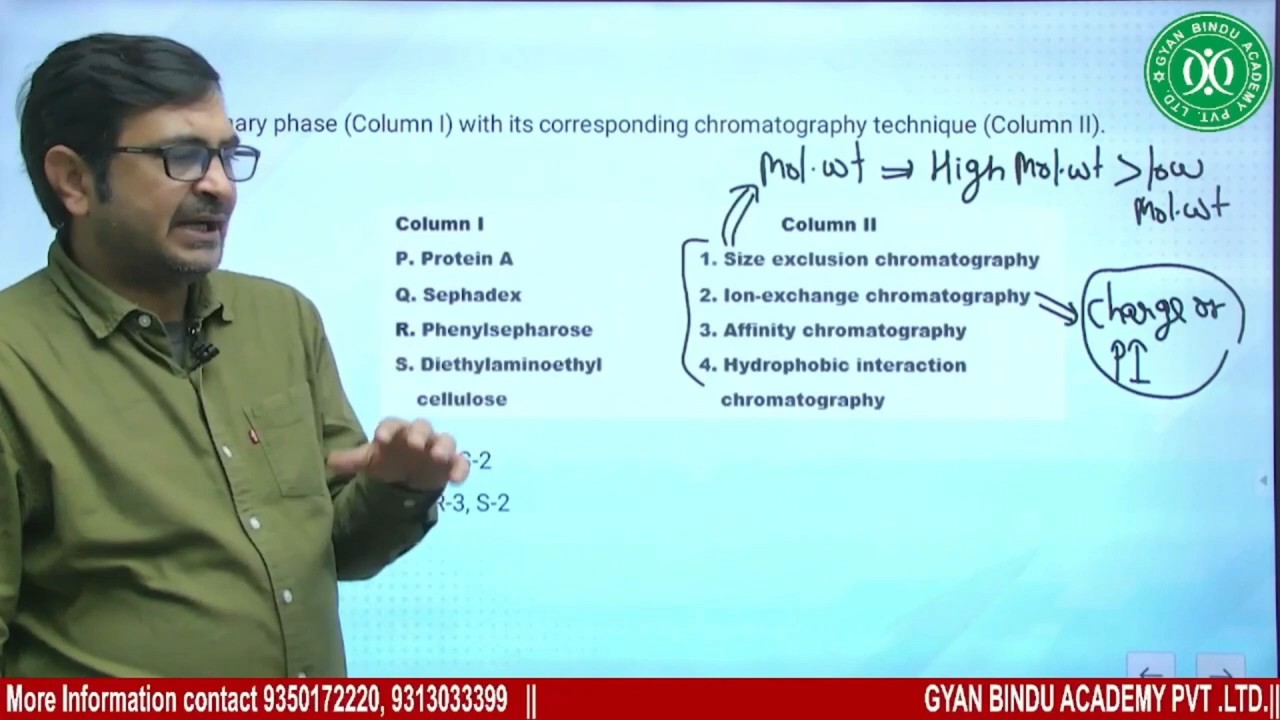 GYAN BINDU ACADEMY PVT. LTD.
ary phase (Column I) with its corresponding chromatography technique (Column II).
Mol.wt ⇒ High Mol.wt > low
Mol.wt
Column I
Column II
P. Protein A
1. Size exclusion chromatography
Q. Sephadex
2. Ion-exchange chromatography
charge or
PI
R. Phenylsepharose
3. Affinity chromatography
S. Diethylaminoethyl
cellulose
4. Hydrophobic interaction
chromatography
-2
-3, S-2
More Information contact 9350172220, 9313033399 ||
GYAN BINDU ACADEMY PVT .LTD.||